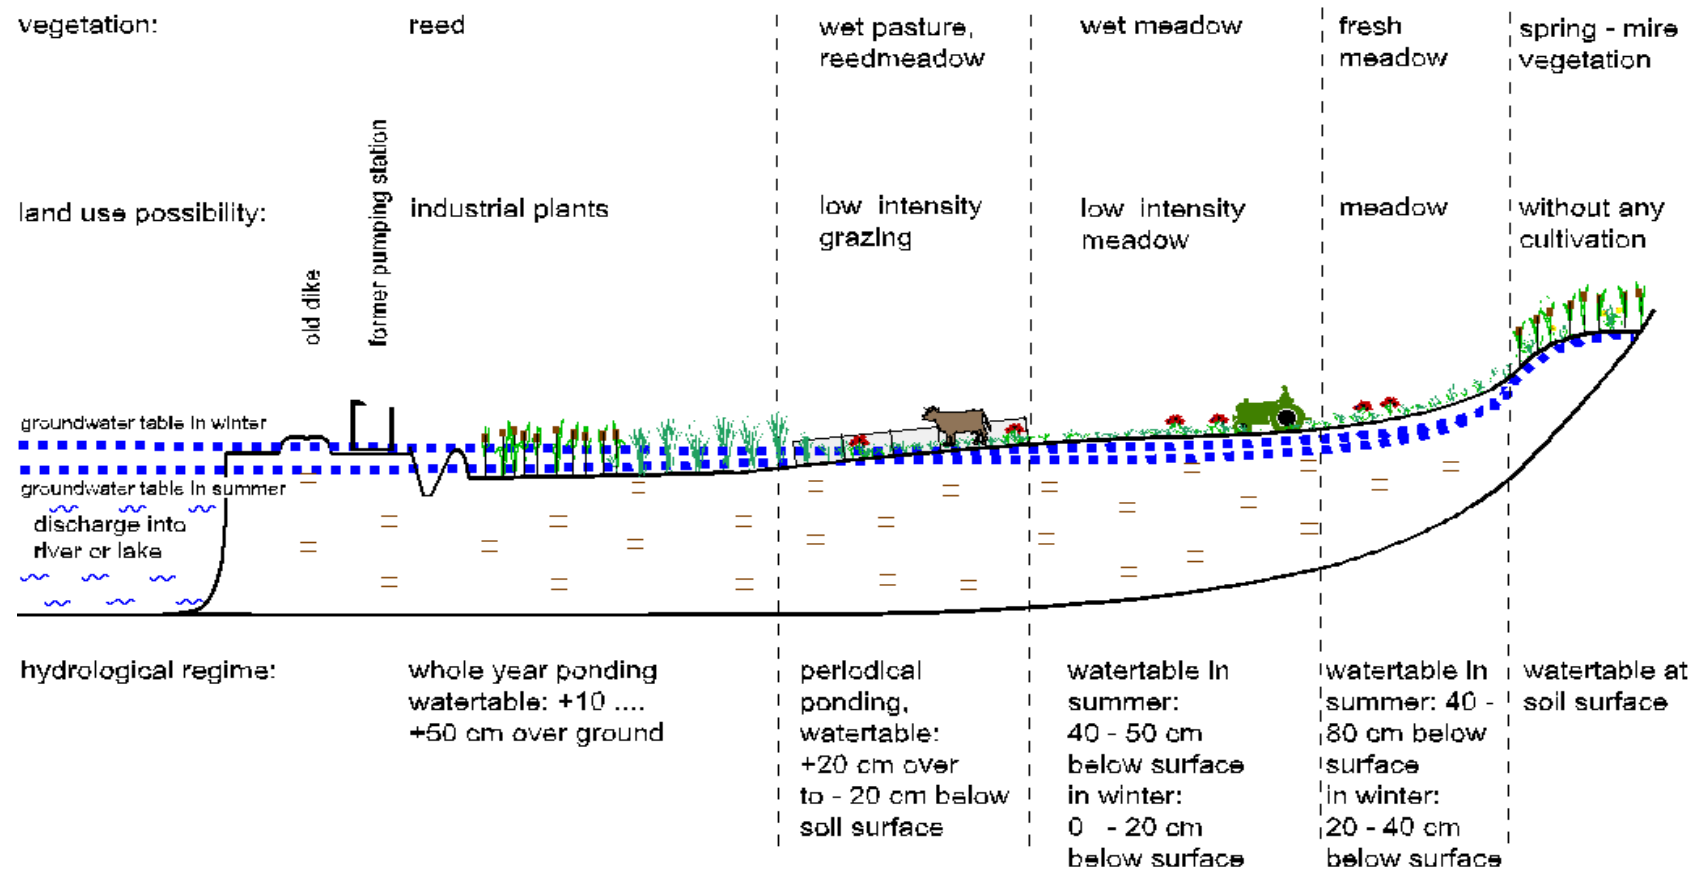 vegetation:
reed
wet pasture,
reedmeadow
wet meadow
fresh
meadow
spring - mire
vegetation
land use possibility:
old dike
former pumping station
industrial plants
low intensity
grazing
low intensity
meadow
meadow
without any
cultivation
groundwater table in winter
groundwater table in summer
discharge into
river or lake
hydrological regime:
whole year ponding
watertable: +10 ....
+50 cm over ground
periodical
ponding,
watertable:
+20 cm over
to - 20 cm below
soil surface
watertable in
summer:
40 - 50 cm
below surface
in winter:
0 - 20 cm
below surface
watertable in
summer: 40 -
80 cm below
surface
in winter:
20 - 40 cm
below surface
watertable at
soil surface